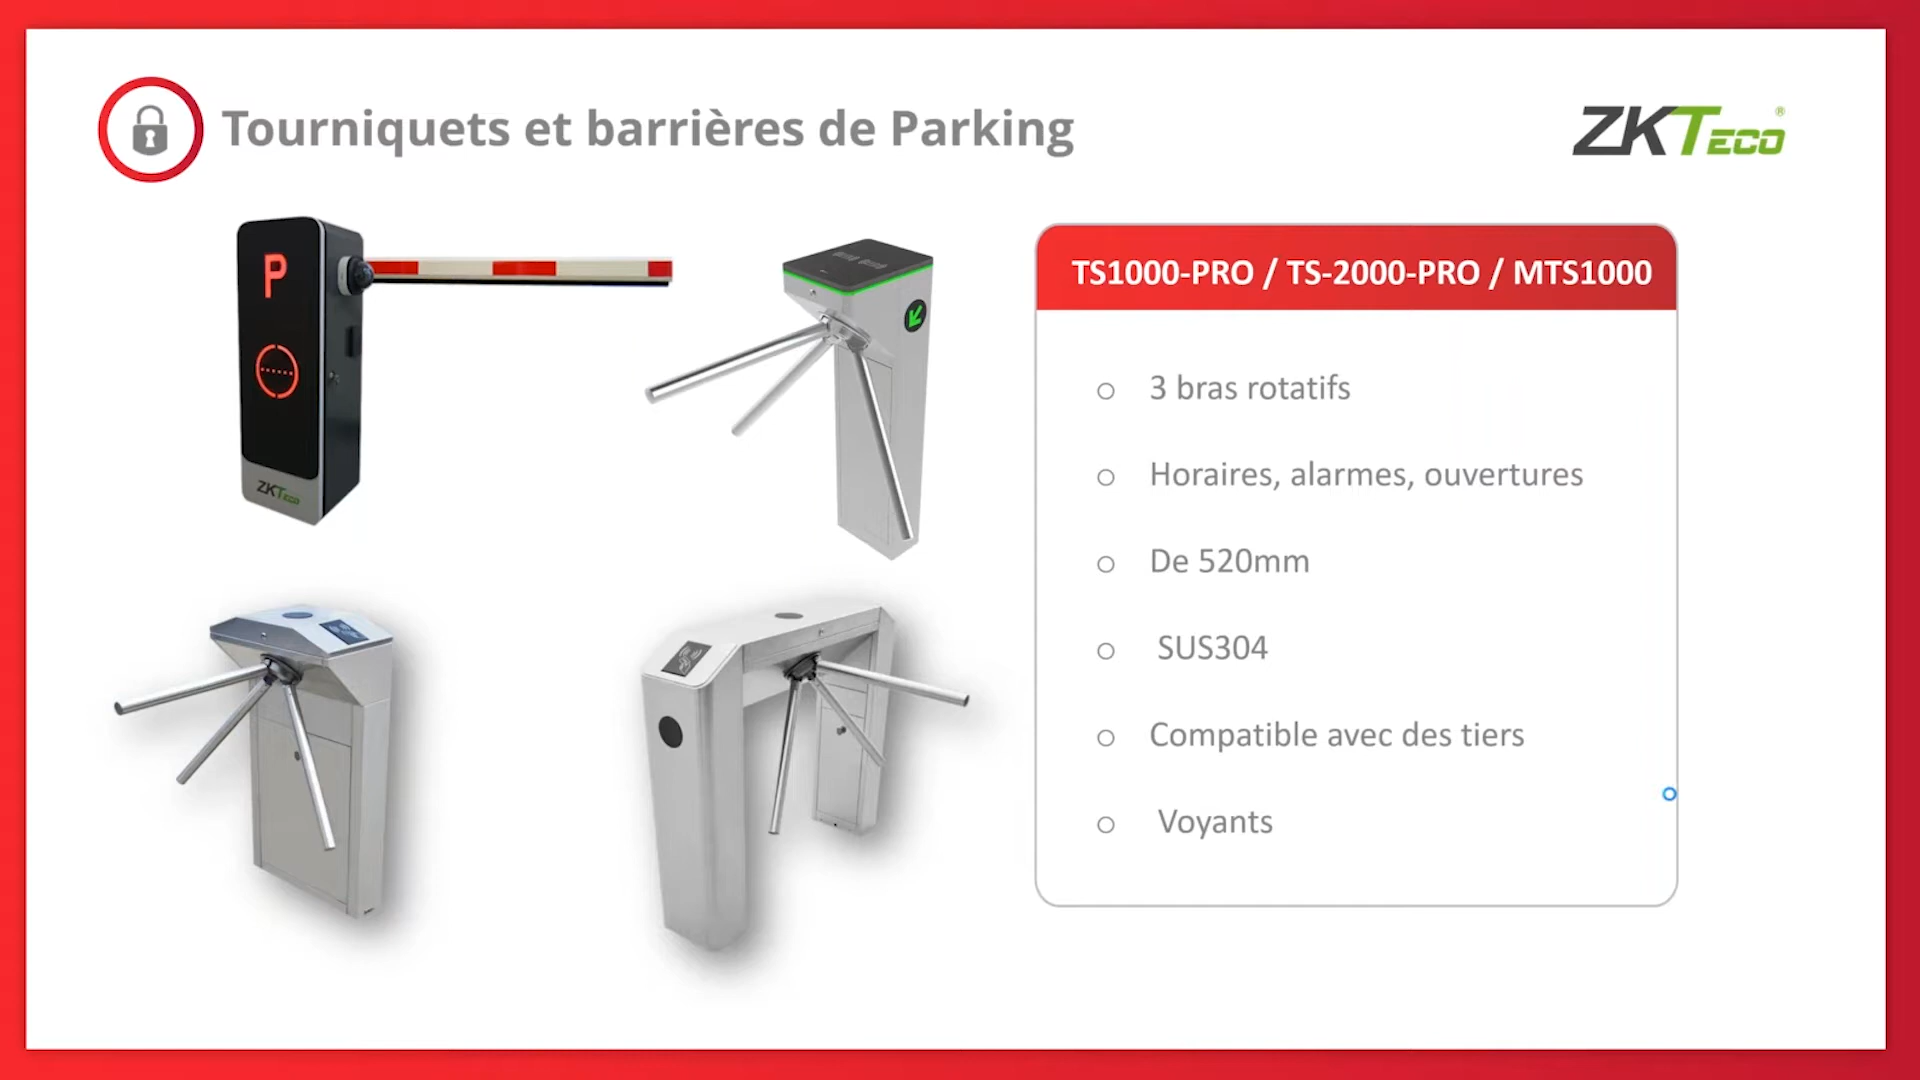 Tourniquets et barrières de Parking
ZKTECO®
P
ZKTECO
TS1000-PRO / TS-2000-PRO / MTS1000
o 3 bras rotatifs
o Horaires, alarmes, ouvertures
o De 520mm
o SUS304
o Compatible avec des tiers
o Voyants